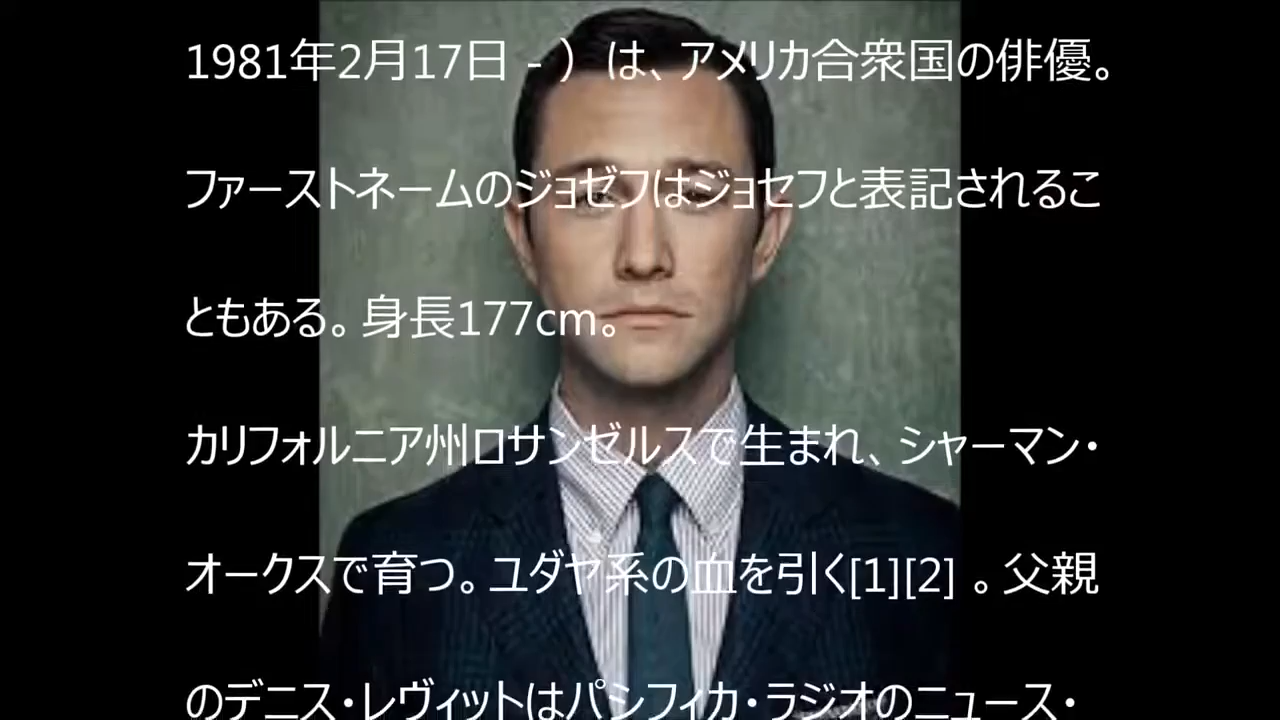 1981年2月17日 - ）は、アメリカ合衆国の俳優。
ファーストネームのジョゼフはジョセフと表記されるこ
ともある。身長177cm。
カリフォルニア州ロサンゼルスで生まれ、シャーマン・
オークスで育つ。ユダヤ系の血を引く[1][2] 。父親
のデニス・レヴィットはパシフィカ・ラジオのニュース・